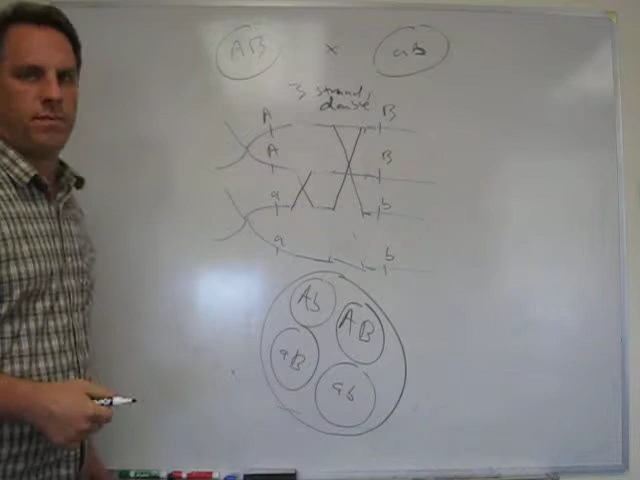 AB x ab
3 strand,
double
A B
A B
a b
a b
Ab
AB
aB
ab